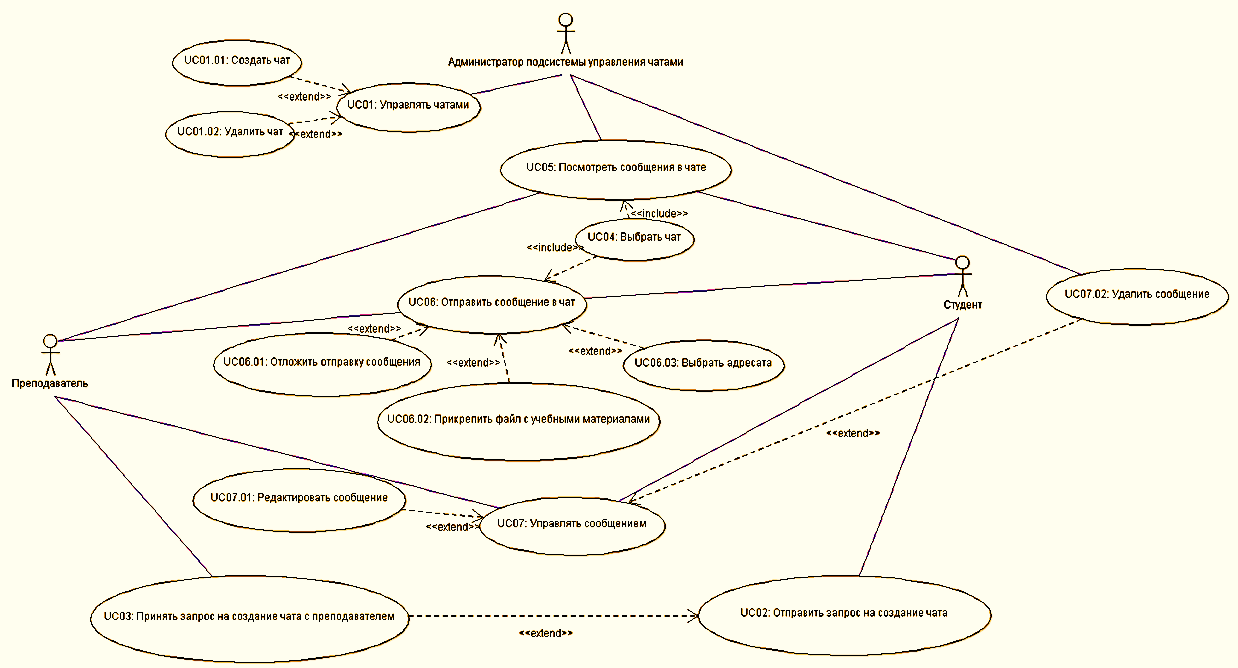 Администратор подсистемы управления чатами
UC01.01: Создать чат
<<extend>>
UC01: Управлять чатами
UC01.02: Удалить чат
<<extend>>
UC05: Посмотреть сообщения в чате
<<include>>
UC04: Выбрать чат
<<include>>
UC06: Отправить сообщение в чат
Студент
UC07.02: Удалить сообщение
<<extend>>
<<extend>>
<<extend>>
UC06.01: Отложить отправку сообщения
UC06.03: Выбрать адресата
Преподаватель
UC06.02: Прикрепить файл с учебными материалами
<<extend>>
UC07.01: Редактировать сообщение
<<extend>>
UC07: Управлять сообщением
UC03: Принять запрос на создание чата с преподавателем
UC02: Отправить запрос на создание чата
<<extend>>